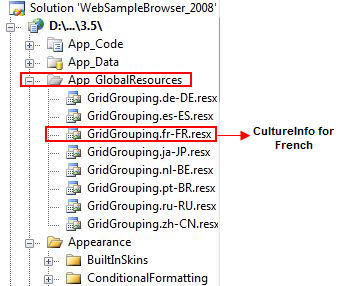 Solution 'WebSampleBrowser_2008'
D:\...\3.5\
App_Code
App_Data
App_GlobalResources
GridGrouping.de-DE.resx
GridGrouping.es-ES.resx
GridGrouping.fr-FR.resx
CultureInfo for
French
GridGrouping.ja-JP.resx
GridGrouping.nl-BE.resx
GridGrouping.pt-BR.resx
GridGrouping.ru-RU.resx
GridGrouping.zh-CN.resx
Appearance
BuiltInSkins
ConditionalFormatting